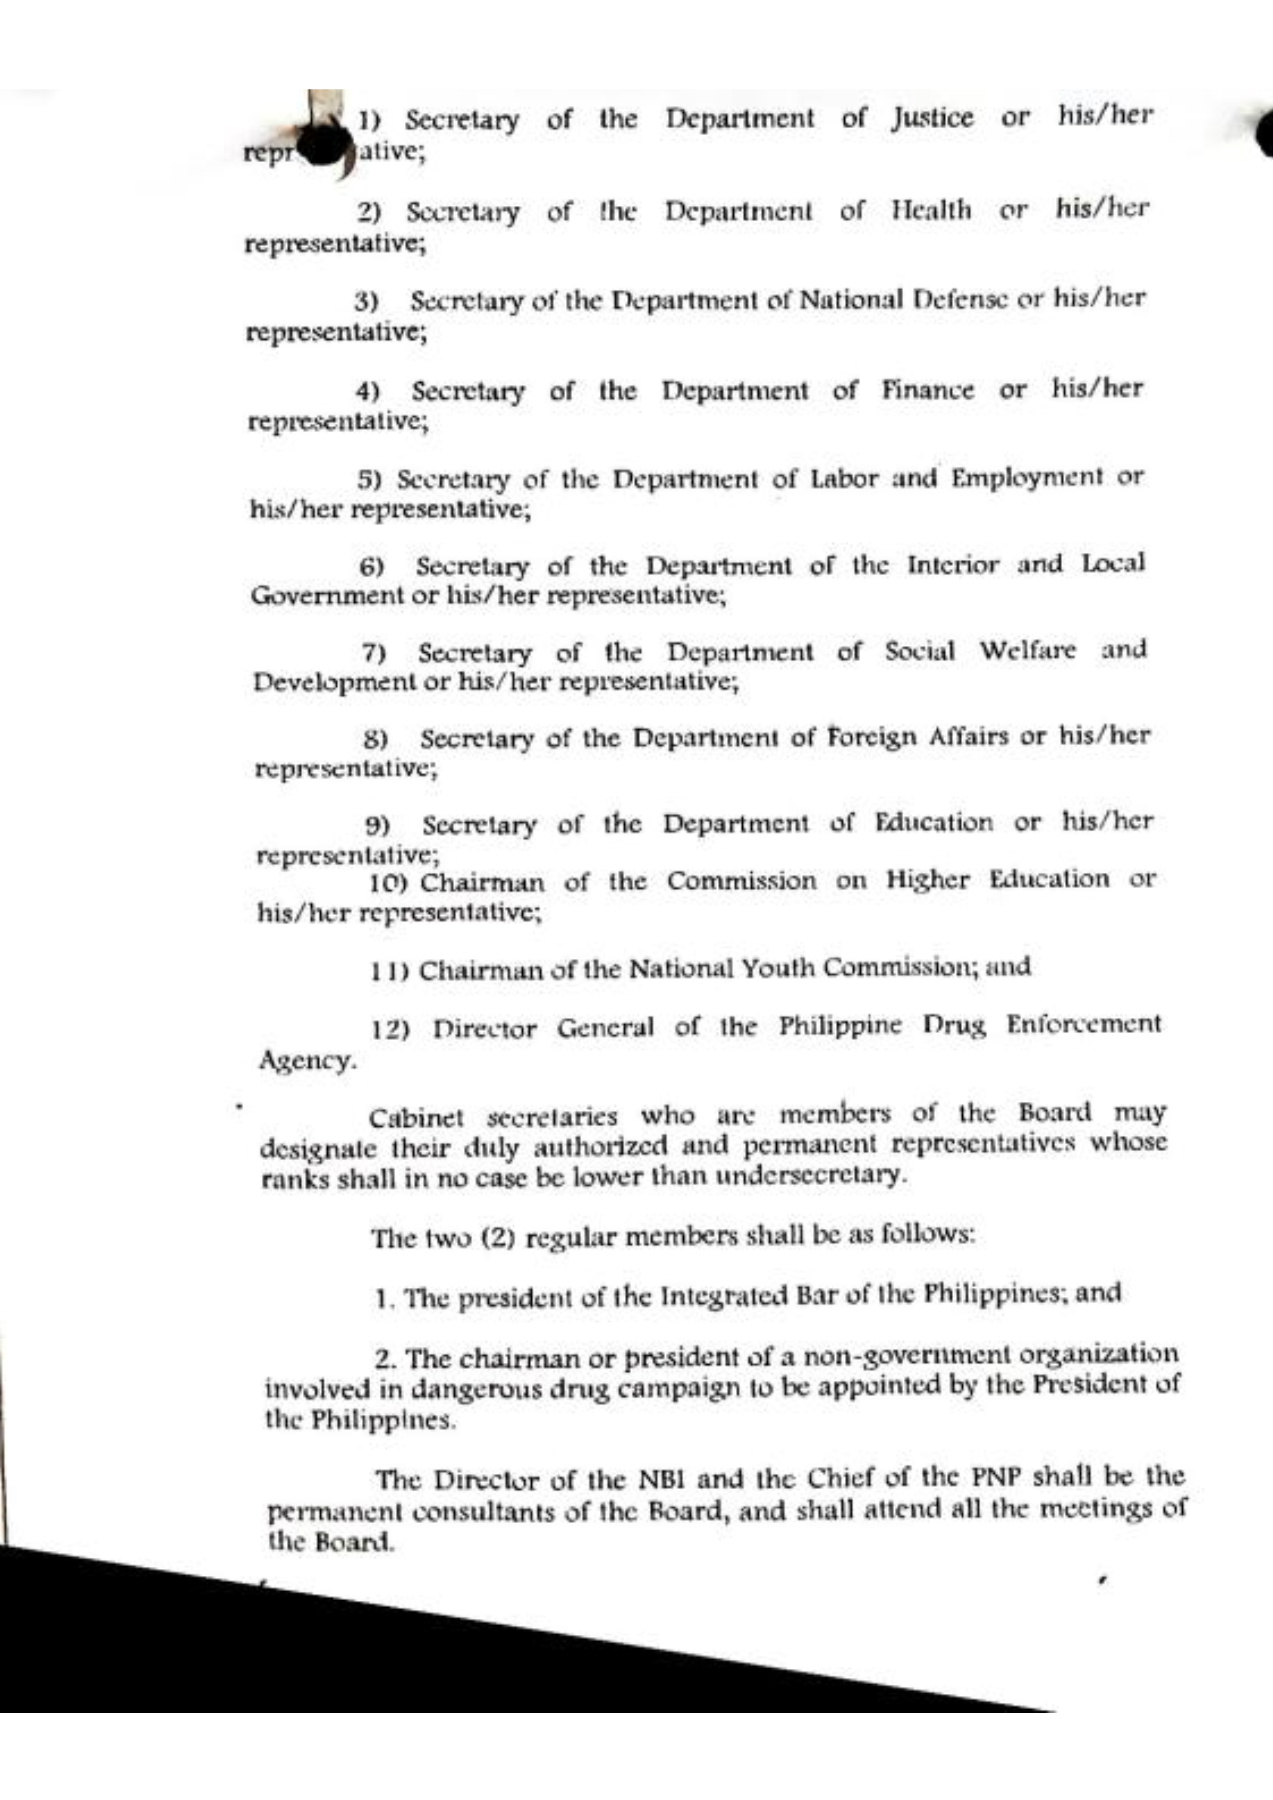 1) Secretary of the Department of Justice or his/her
repr ative;
2) Secretary of the Department of Health or his/her
representative;
3) Secretary of the Department of National Defense or his/her
representative;
4) Secretary of the Department of Finance or his/her
representative;
5) Secretary of the Department of Labor and Employment or
his/her representative;
6) Secretary of the Department of the Interior and Local
Government or his/her representative;
7) Secretary of the Department of Social Welfare and
Development or his/her representative;
8) Secretary of the Department of Foreign Affairs or his/her
representative;
9) Secretary of the Department of Education or his/her
representative;
10) Chairman of the Commission on Higher Education or
his/her representative;
11) Chairman of the National Youth Commission; and
12) Director General of the Philippine Drug Enforcement
Agency.
Cabinet secretaries who are members of the Board may
designate their duly authorized and permanent representatives whose
ranks shall in no case be lower than undersecretary.
The two (2) regular members shall be as follows:
1. The president of the Integrated Bar of the Philippines; and
2. The chairman or president of a non-government organization
involved in dangerous drug campaign to be appointed by the President of
the Philippines.
The Director of the NBI and the Chief of the PNP shall be the
permanent consultants of the Board, and shall attend all the meetings of
the Board.